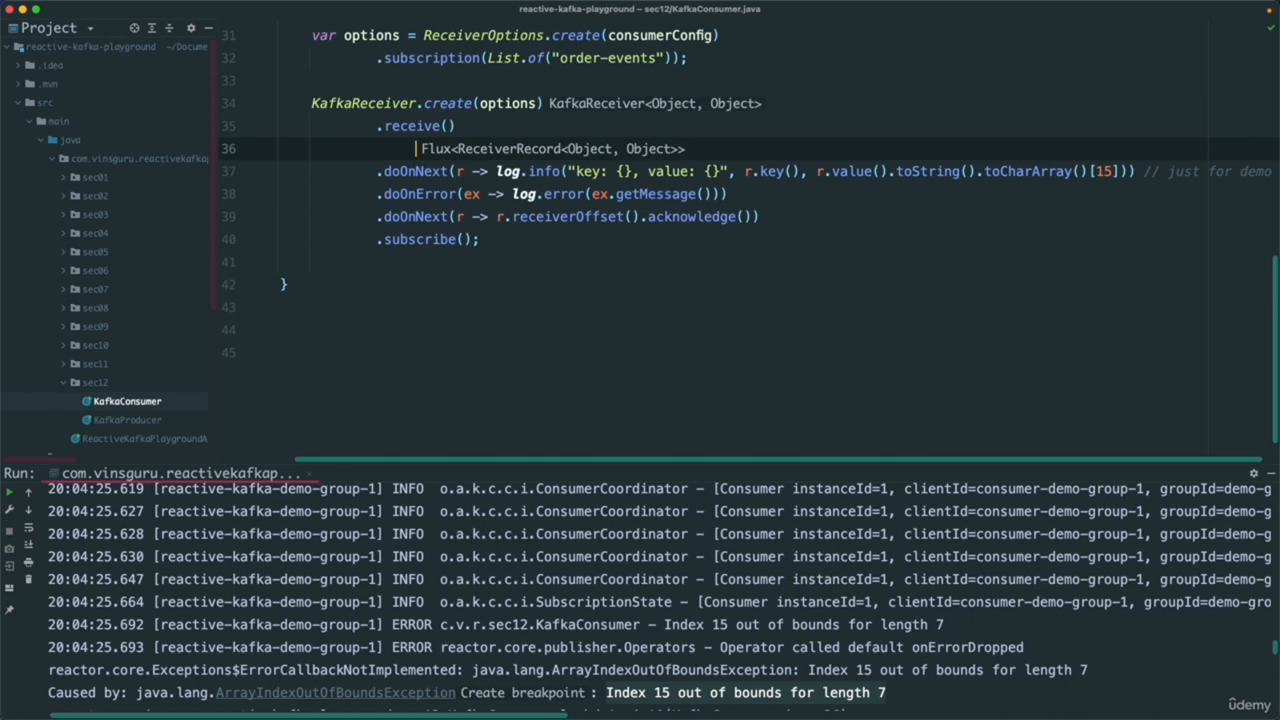 reactive-kafka-playground – sec12/KafkaConsumer.java
Project
reactive-kafka-playground ~/Docume
.idea
.mvn
src
main
java
com.vinsguru.reactivekafkap
sec01
sec02
sec03
sec04
sec05
sec06
sec07
sec08
sec09
sec10
sec11
sec12
KafkaConsumer
KafkaProducer
ReactiveKafkaPlaygroundA
31 var options = ReceiverOptions.create(consumerConfig)
32 .subscription(List.of("order-events"));
33
34 KafkaReceiver.create(options) KafkaReceiver<Object, Object>
35 .receive()
36 Flux<ReceiverRecord<Object, Object>>
37 .doOnNext(r -> log.info("key: {}, value: {}", r.key(), r.value().toString().toCharArray()[15])) // just for demo
38 .doOnError(ex -> log.error(ex.getMessage()))
39 .doOnNext(r -> r.receiverOffset().acknowledge())
40 .subscribe();
41
42 }
43
44
45
Run: com.vinsguru.reactivekafkap...
20:04:25.619 [reactive-kafka-demo-group-1] INFO o.a.k.c.c.i.ConsumerCoordinator – [Consumer instanceId=1, clientId=consumer-demo-group-1, groupId=demo-g
20:04:25.627 [reactive-kafka-demo-group-1] INFO o.a.k.c.c.i.ConsumerCoordinator – [Consumer instanceId=1, clientId=consumer-demo-group-1, groupId=demo-g
20:04:25.628 [reactive-kafka-demo-group-1] INFO o.a.k.c.c.i.ConsumerCoordinator – [Consumer instanceId=1, clientId=consumer-demo-group-1, groupId=demo-g
20:04:25.630 [reactive-kafka-demo-group-1] INFO o.a.k.c.c.i.ConsumerCoordinator – [Consumer instanceId=1, clientId=consumer-demo-group-1, groupId=demo-g
20:04:25.647 [reactive-kafka-demo-group-1] INFO o.a.k.c.c.i.ConsumerCoordinator – [Consumer instanceId=1, clientId=consumer-demo-group-1, groupId=demo-g
20:04:25.664 [reactive-kafka-demo-group-1] INFO o.a.k.c.c.i.SubscriptionState – [Consumer instanceId=1, clientId=consumer-demo-group-1, groupId=demo-gro
20:04:25.692 [reactive-kafka-demo-group-1] ERROR c.v.r.sec12.KafkaConsumer – Index 15 out of bounds for length 7
20:04:25.693 [reactive-kafka-demo-group-1] ERROR reactor.core.publisher.Operators – Operator called default onErrorDropped
reactor.core.Exceptions$ErrorCallbackNotImplemented: java.lang.ArrayIndexOutOfBoundsException: Index 15 out of bounds for length 7
Caused by: java.lang.ArrayIndexOutOfBoundsException Create breakpoint : Index 15 out of bounds for length 7
ûdemy